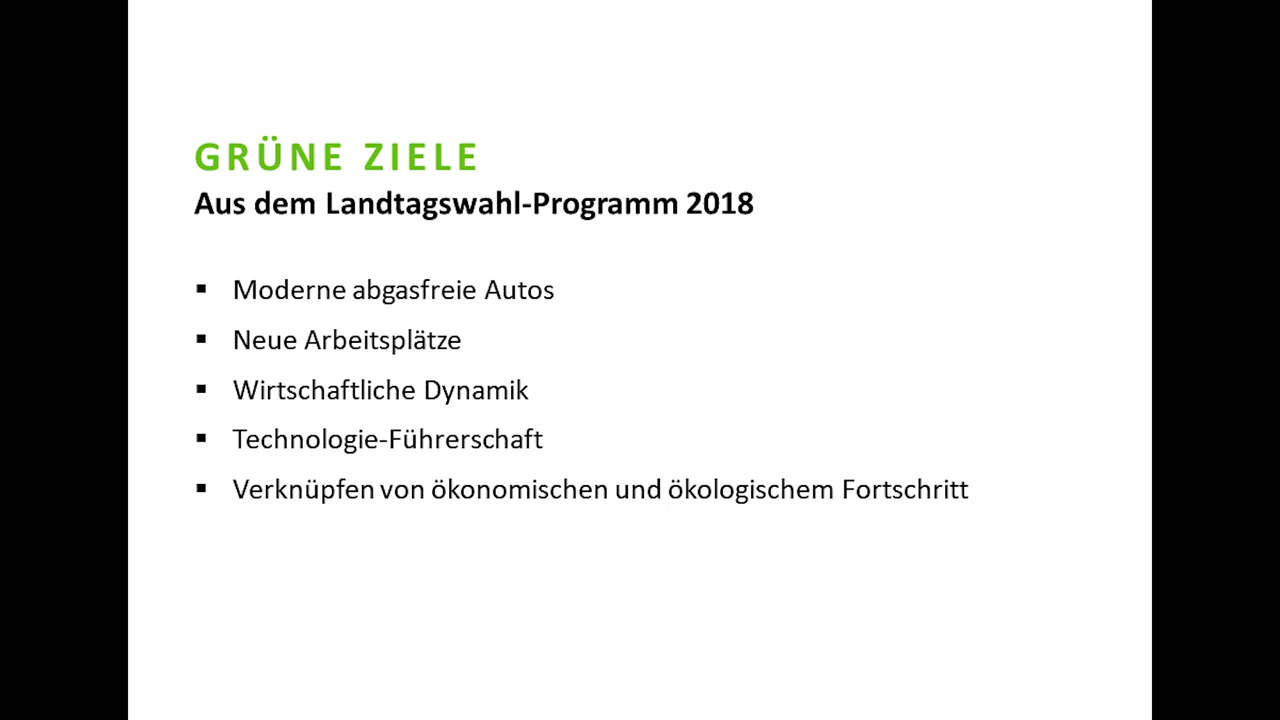 GRÜNE ZIELE
Aus dem Landtagswahl-Programm 2018
▪ Moderne abgasfreie Autos
▪ Neue Arbeitsplätze
▪ Wirtschaftliche Dynamik
▪ Technologie-Führerschaft
▪ Verknüpfen von ökonomischen und ökologischem Fortschritt